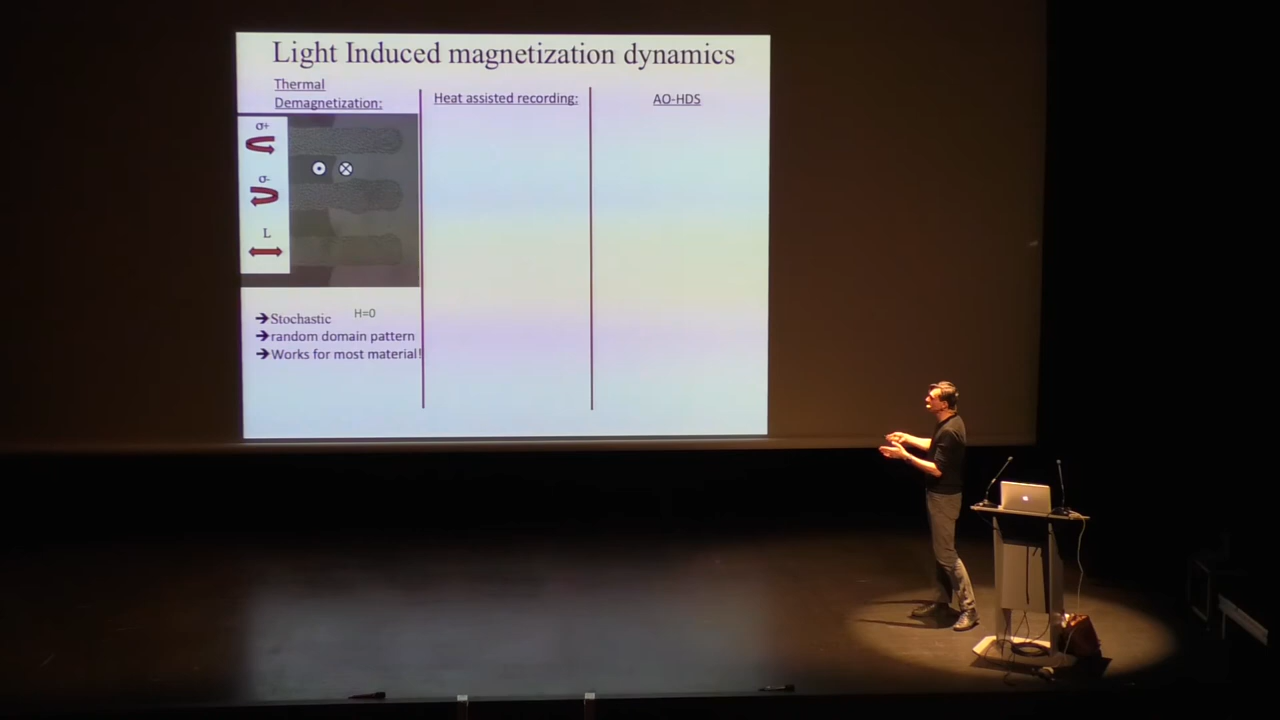 Light Induced magnetization dynamics
Thermal
Demagnetization:
Heat assisted recording:
AO-HDS
σ+
σ-
L
H=0
➔Stochastic
➔random domain pattern
➔Works for most material!